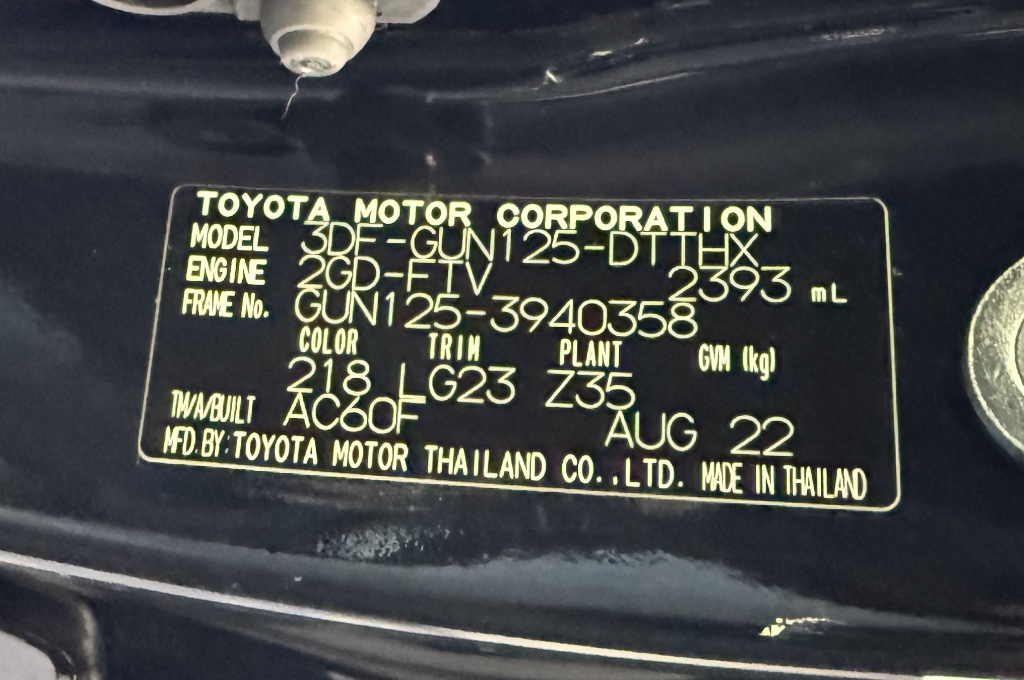 TOYOTA MOTOR CORPORATION
MODEL 3DF-GUN125-DTTHX
ENGINE 2GD-FTV 2393 mL
FRAME No. GUN125-3940358
COLOR TRIM PLANT GVM (kg)
218 LG23 Z35
TM/A/BUILT AC60F AUG 22
MFD. BY: TOYOTA MOTOR THAILAND CO.,LTD. MADE IN THAILAND